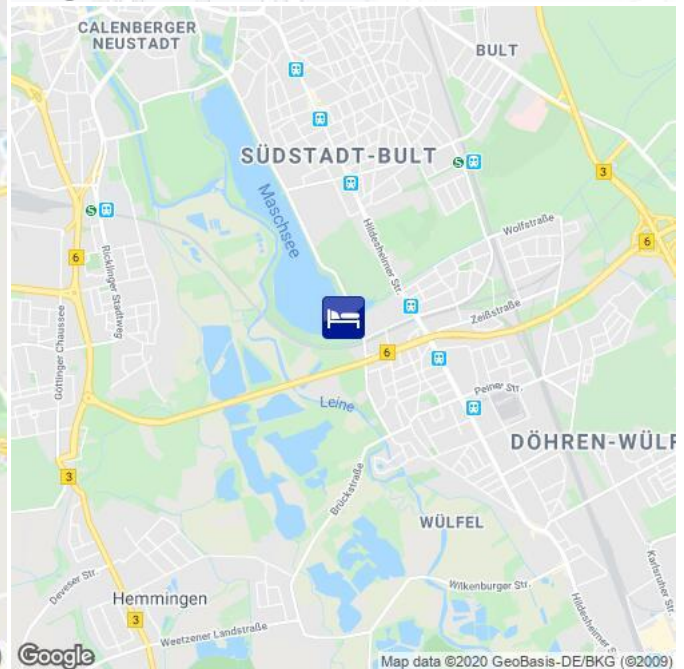 CALENBERGER
NEUSTADT
BULT
SÜDSTADT-BULT
S
3
Maschsee
S
Hildesheimer Str.
Wolfstraße
6
6
Ricklinger Stadtweg
Zeißstraße
Göttinger Chaussee
6
Peiner Str.
Leine
DÖHREN-WÜLF
3
Brückstraße
WÜLFEL
Deveser Str.
Wilkenburger Str.
Karlsruher Str.
Hemmingen
3
Hildesheimer Str.
Weetzener Landstraße
Google
Map data ©2020 GeoBasis-DE/BKG (©2009)